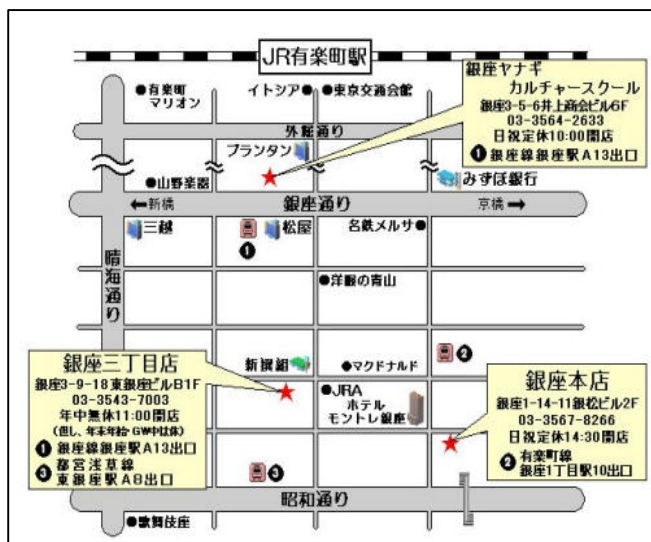 JR有楽町駅
●有楽町
マリオン
イトシア●
●東京交通会館
外堀通り
プランタン
銀座ヤナギ
カルチャースクール
銀座3-5-6井上商会ビル6F
03-3564-2633
日祝定休10:00開店
❶銀座線銀座駅A13出口
●山野楽器
みずほ銀行
←新橋
銀座通り
京橋→
三越
❶
松屋
名鉄メルサ●
晴海通り
●洋服の青山
新撰組
●マクドナルド
❷
銀座三丁目店
銀座3-9-18東銀座ビルB1F
03-3543-7003
年中無休11:00開店
(但し、年末年始・GW中は休)
❶銀座線銀座駅A13出口
❸都営浅草線
東銀座駅A8出口
●JRA
ホテル
モントレ銀座
銀座本店
銀座1-14-11銀松ビル2F
03-3567-8266
日祝定休14:30開店
❷有楽町線
銀座1丁目駅10出口
❸
昭和通り
●歌舞伎座